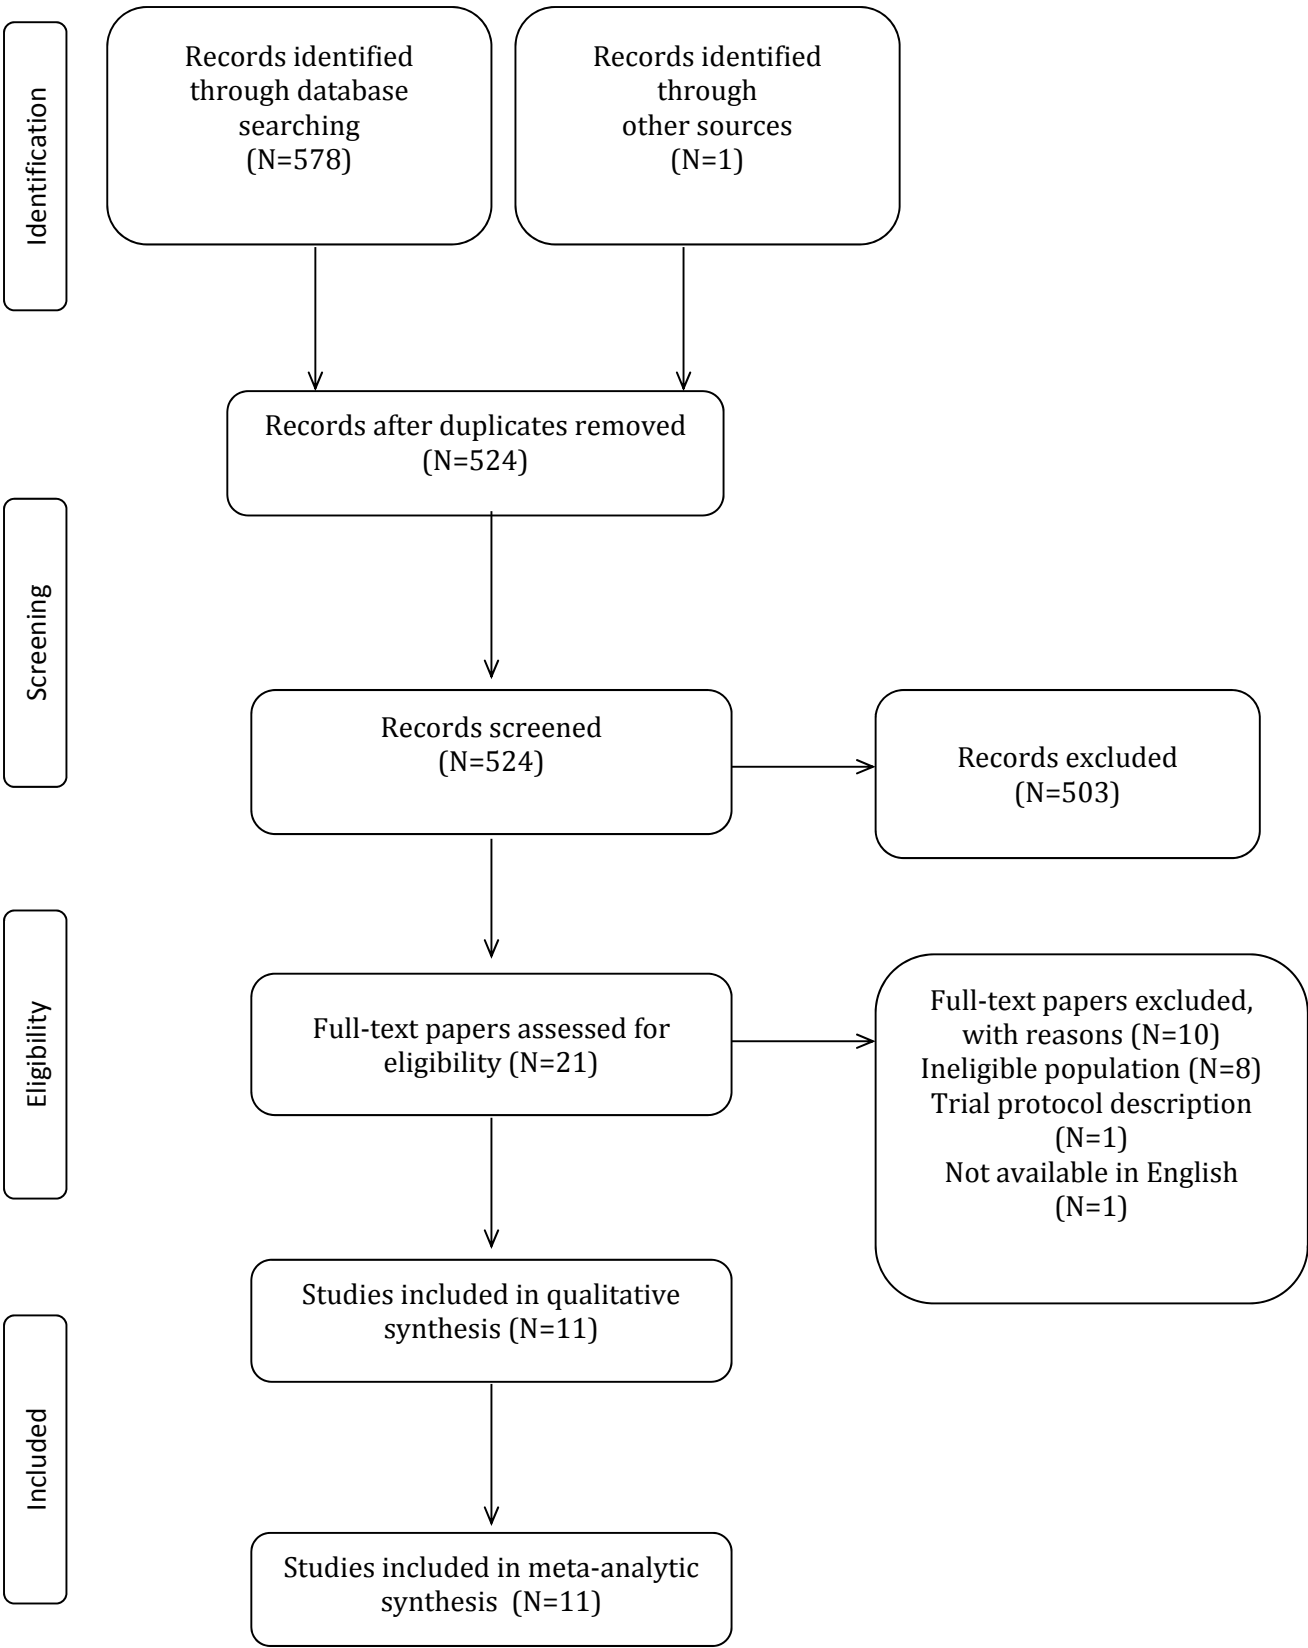 Identification
Records identified
through database
searching
(N=578)
Records identified
through
other sources
(N=1)
Records after duplicates removed
(N=524)
Screening
Records screened
(N=524)
Records excluded
(N=503)
Eligibility
Full-text papers assessed for
eligibility (N=21)
Full-text papers excluded,
with reasons (N=10)
Ineligible population (N=8)
Trial protocol description
(N=1)
Not available in English
(N=1)
Studies included in qualitative
synthesis (N=11)
Included
Studies included in meta-analytic
synthesis (N=11)